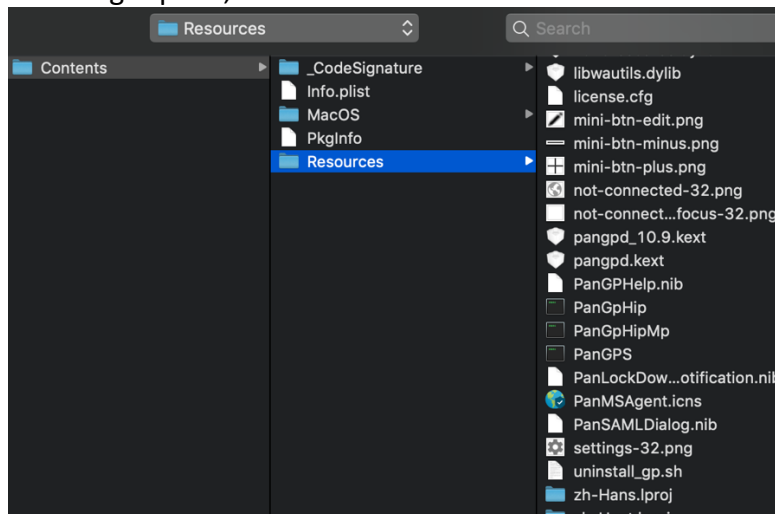 Resources
Search
Contents
_CodeSignature
Info.plist
MacOS
PkgInfo
Resources
libwautils.dylib
license.cfg
mini-btn-edit.png
mini-btn-minus.png
mini-btn-plus.png
not-connected-32.png
not-connect...focus-32.png
pangpd_10.9.kext
pangpd.kext
PanGPHelp.nib
PanGpHip
PanGpHipMp
PanGPS
PanLockDow...otification.nib
PanMSAgent.icns
PanSAMLDialog.nib
settings-32.png
uninstall_gp.sh
zh-Hans.lproj